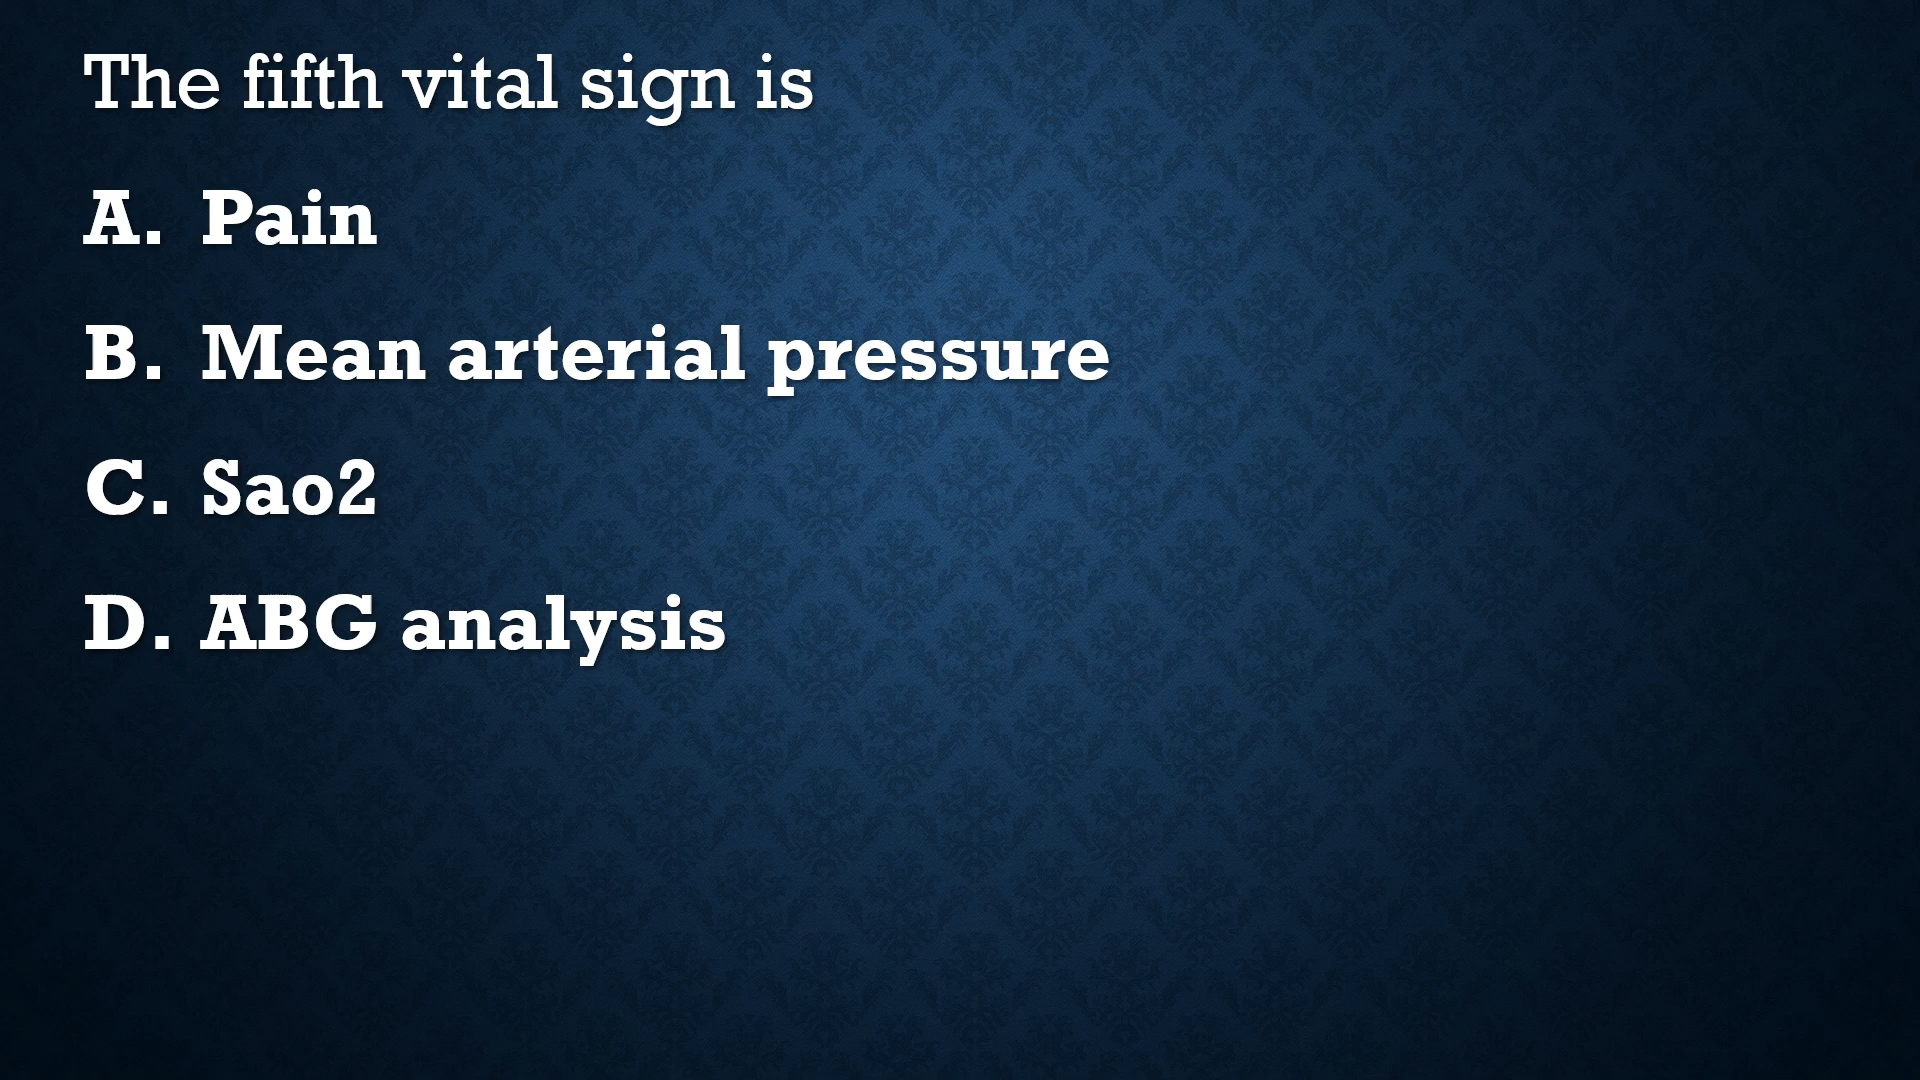 The fifth vital sign is
A. Pain
B. Mean arterial pressure
C. Sao2
D. ABG analysis